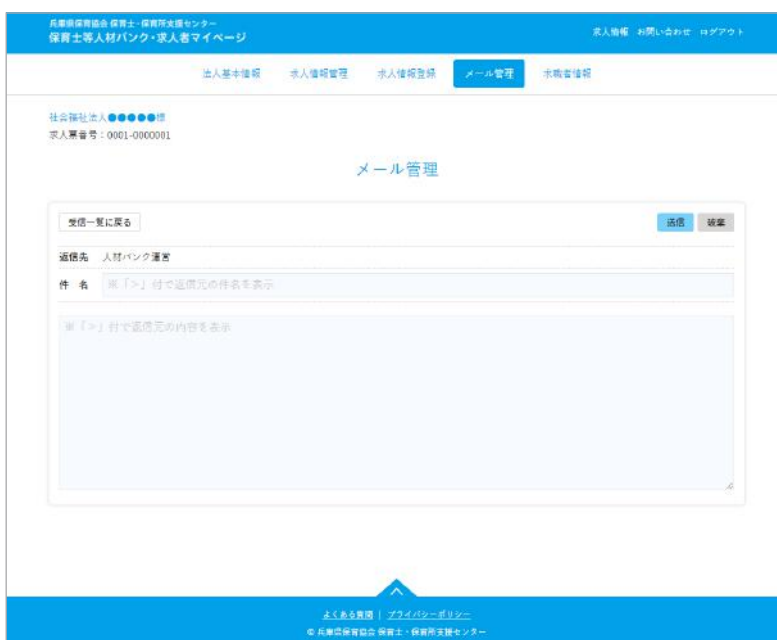 兵庫県保育協会 保育士・保育所支援センター
保育士等人材バンク・求人者マイページ
求人情報 お問い合わせ ログアウト
法人基本情報 求人情報管理 求人情報登録 メール管理 求職者情報
社会福祉法人●●●●●様
求人票番号：0001-0000001
メール管理
受信一覧に戻る 送信 破棄
返信先 人材バンク運営
件 名 ※「>」付で返信元の件名を表示
※「>」付で返信元の内容を表示
よくある質問 | プライバシーポリシー
© 兵庫県保育協会 保育士・保育所支援センター